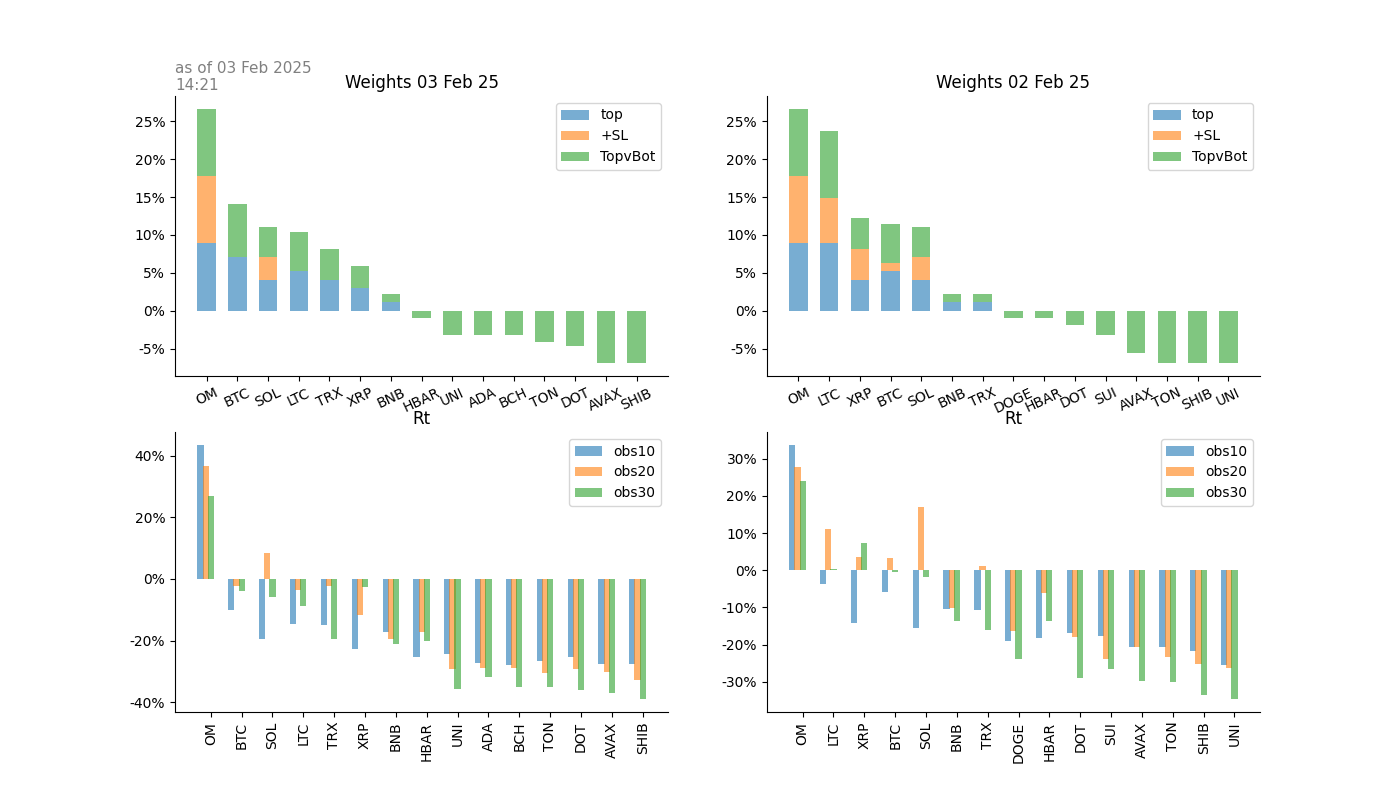 as of 03 Feb 2025
14:21
Weights 03 Feb 25
25%
20%
15%
10%
5%
0%
-5%
top
+SL
TopvBot
OM BTC SOL LTC TRX XRP BNB HBAR UNI ADA BCH TON DOT AVAX SHIB
Weights 02 Feb 25
25%
20%
15%
10%
5%
0%
-5%
top
+SL
TopvBot
OM LTC XRP BTC SOL BNB TRX DOGE HBAR DOT SUI AVAX TON SHIB UNI
Rt
40%
20%
0%
-20%
-40%
obs10
obs20
obs30
OM BTC SOL LTC TRX XRP BNB HBAR UNI ADA BCH TON DOT AVAX SHIB
Rt
30%
20%
10%
0%
-10%
-20%
-30%
obs10
obs20
obs30
OM LTC XRP BTC SOL BNB TRX DOGE HBAR DOT SUI AVAX TON SHIB UNI